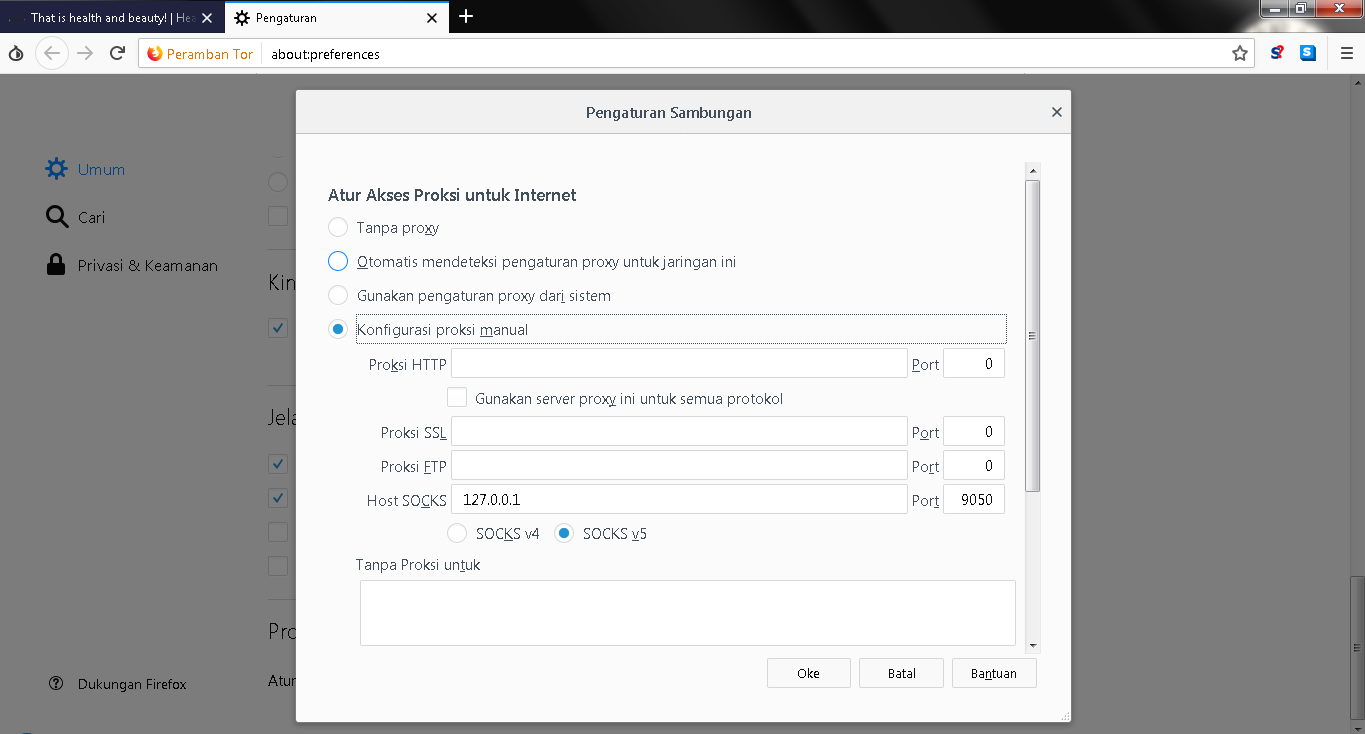 That is health and beauty! | Hea
Pengaturan
Peramban Tor
about:preferences
Pengaturan Sambungan
Umum
Cari
Privasi & Keamanan
Kin
Jela
Pro
Atur
Dukungan Firefox
Atur Akses Proksi untuk Internet
Tanpa proxy
Otomatis mendeteksi pengaturan proxy untuk jaringan ini
Gunakan pengaturan proxy dari sistem
Konfigurasi proksi manual
Proksi HTTP Port 0
Gunakan server proxy ini untuk semua protokol
Proksi SSL Port 0
Proksi FTP Port 0
Host SOCKS 127.0.0.1 Port 9050
SOCKS v4 SOCKS v5
Tanpa Proksi untuk
Oke Batal Bantuan